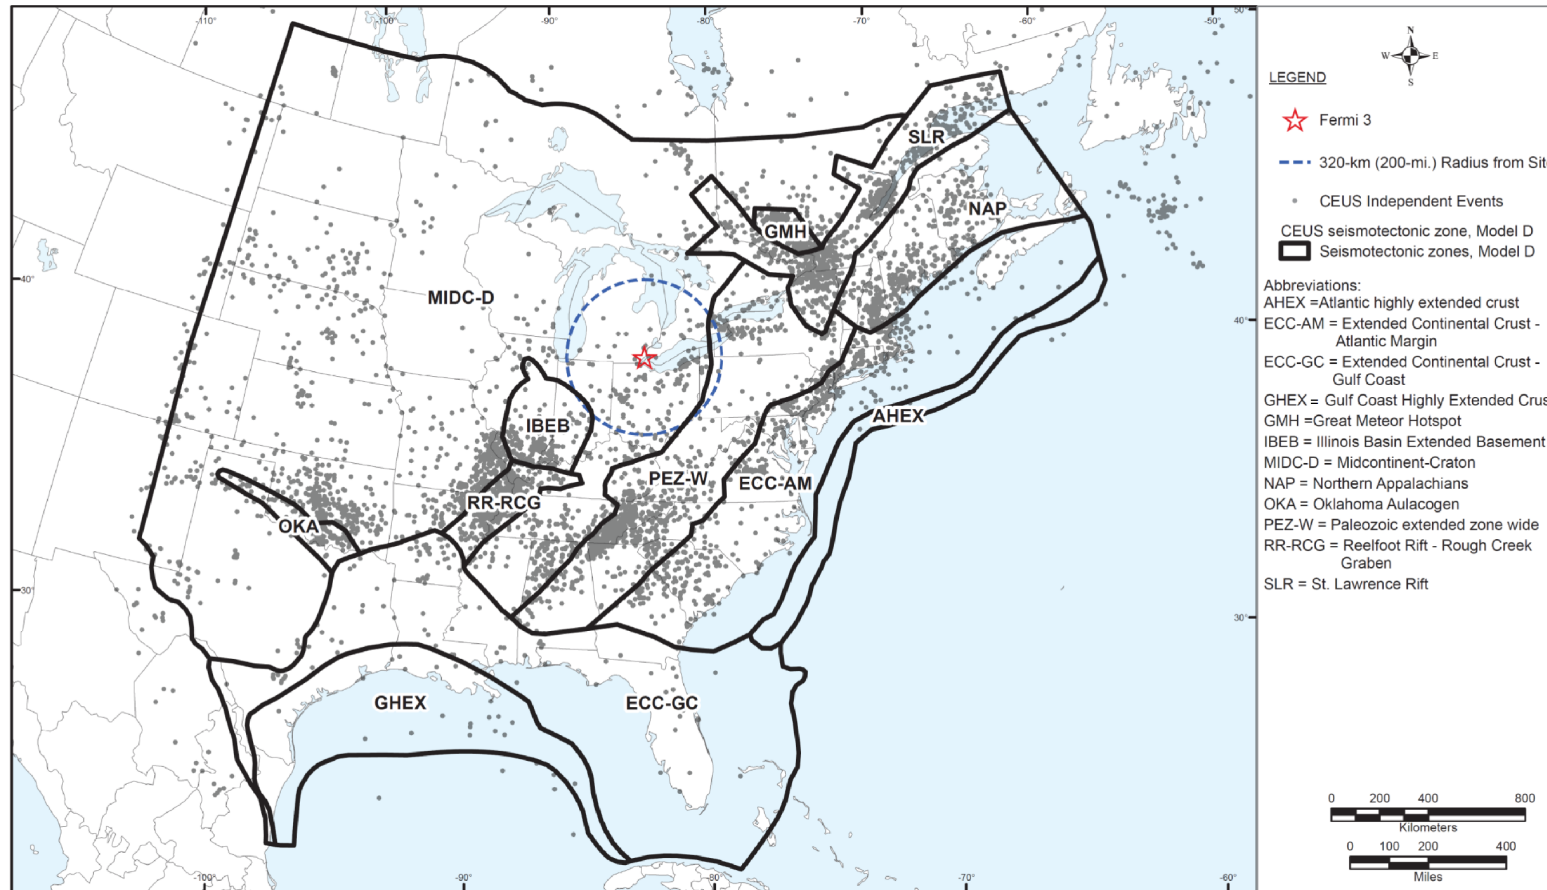 -110° -100° -90° -80° -70° -60° -50° 50°
N
W E
S
LEGEND
Fermi 3
320-km (200-mi.) Radius from Sit
CEUS Independent Events
CEUS seismotectonic zone, Model D
Seismotectonic zones, Model D
Abbreviations:
AHEX =Atlantic highly extended crust
ECC-AM = Extended Continental Crust -
Atlantic Margin
ECC-GC = Extended Continental Crust -
Gulf Coast
GHEX = Gulf Coast Highly Extended Crus
GMH =Great Meteor Hotspot
IBEB = Illinois Basin Extended Basement
MIDC-D = Midcontinent-Craton
NAP = Northern Appalachians
OKA = Oklahoma Aulacogen
PEZ-W = Paleozoic extended zone wide
RR-RCG = Reelfoot Rift - Rough Creek
Graben
SLR = St. Lawrence Rift
SLR
NAP
GMH
40°
MIDC-D
40°
AHEX
IBEB
PEZ-W
ECC-AM
RR-RCG
OKA
30°
30°
GHEX
ECC-GC
0 200 400 800
Kilometers
0 100 200 400
Miles
-100° -90° -80° -70° -60°